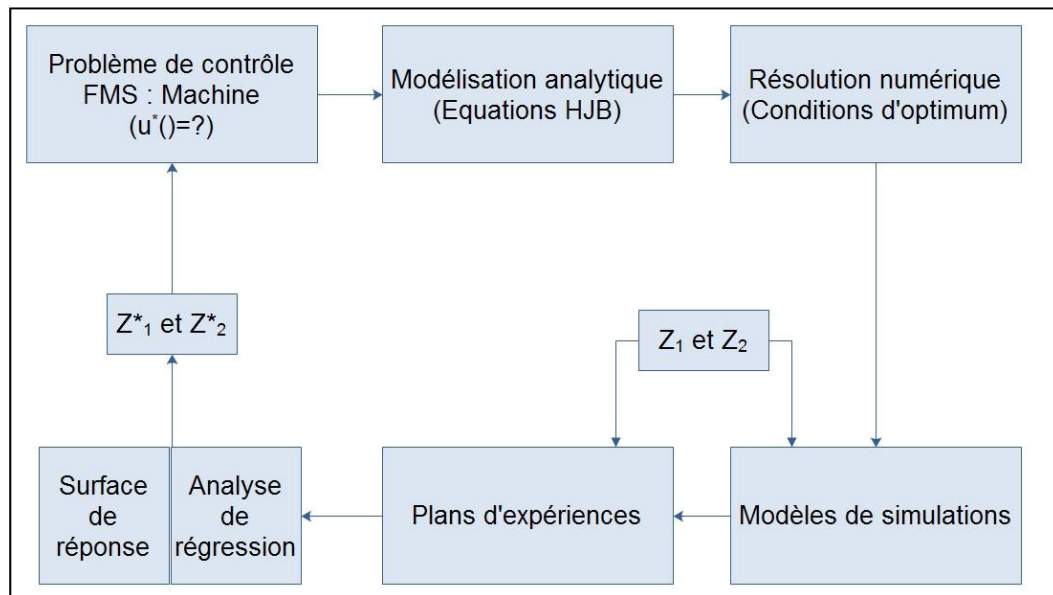 Problème de contrôle
FMS : Machine
(u*()=?)
Modélisation analytique
(Equations HJB)
Résolution numérique
(Conditions d'optimum)
Z*₁ et Z*₂
Z₁ et Z₂
Surface
de
réponse
Analyse
de
régression
Plans d'expériences
Modèles de simulations